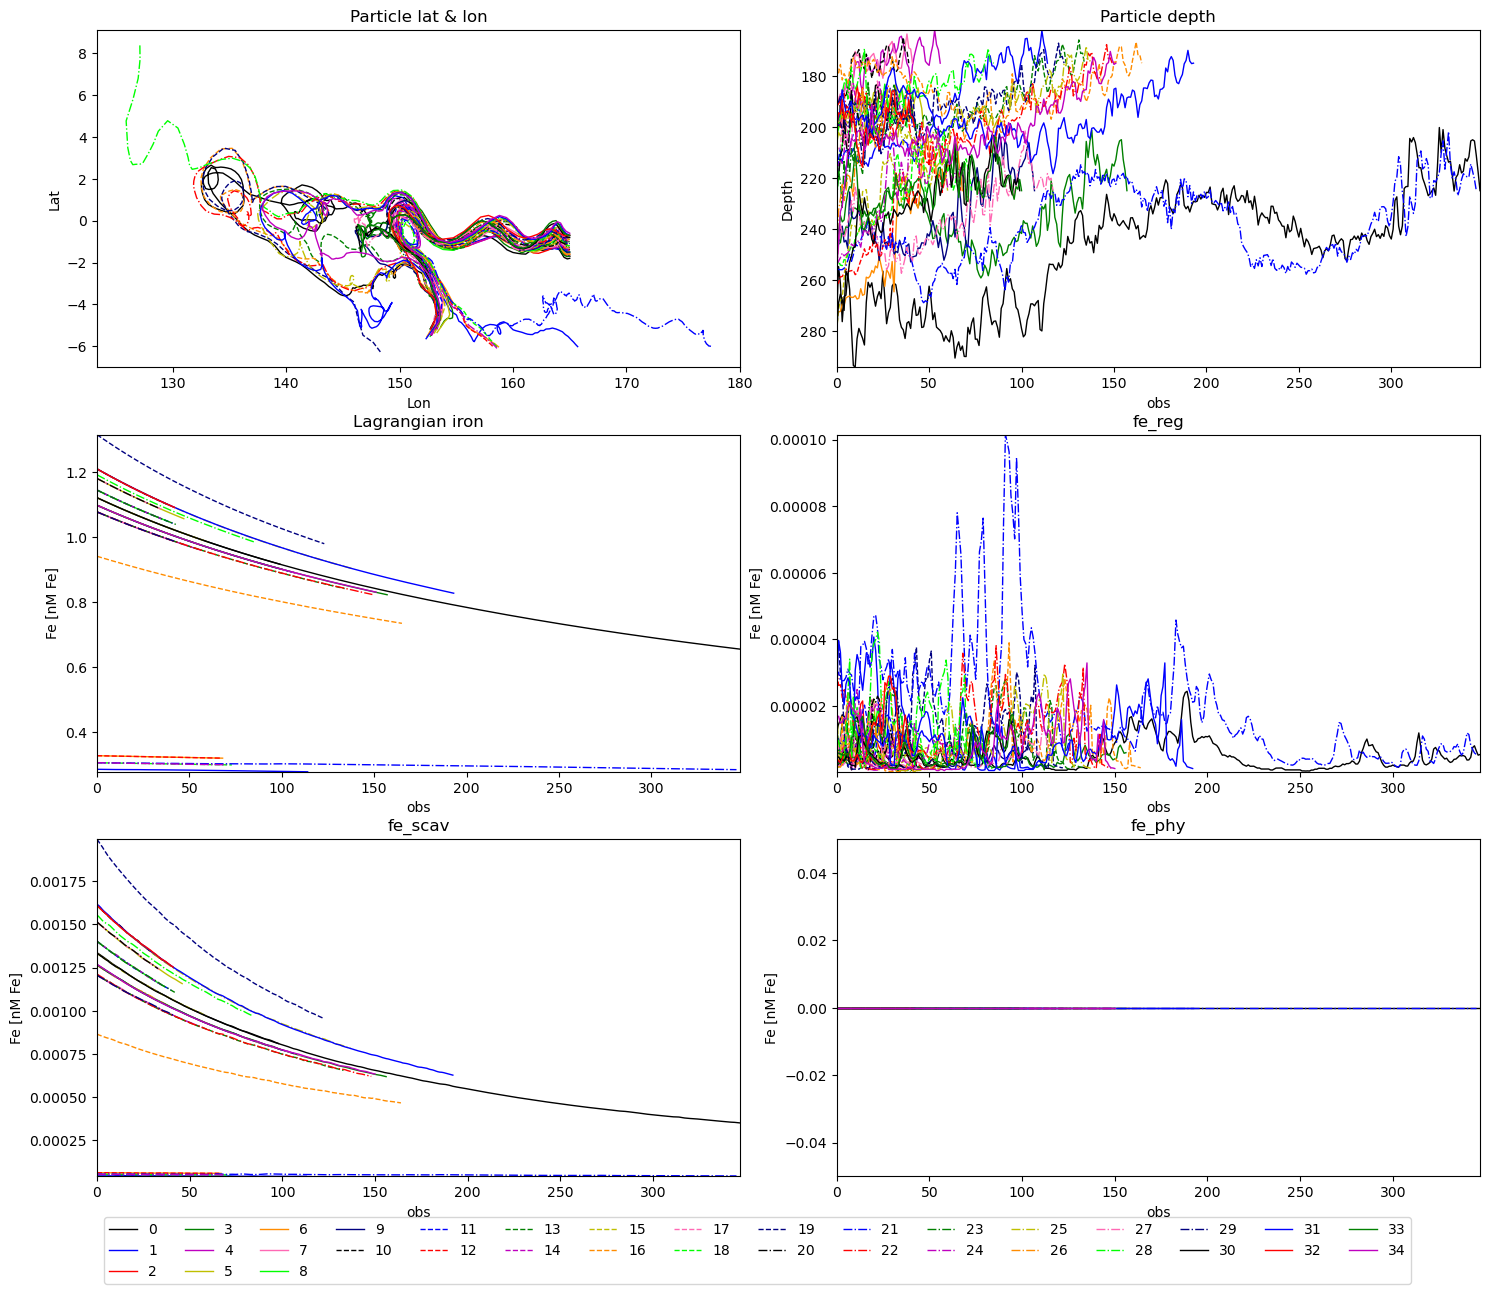 Particle lat & lon
8
6
4
2
0
−2
−4
−6
Lat
130 140 150 160 170 180
Lon
Particle depth
180
200
220
240
260
280
Depth
0 50 100 150 200 250 300
obs
Lagrangian iron
1.2
1.0
0.8
0.6
0.4
Fe [nM Fe]
0 50 100 150 200 250 300
obs
fe_reg
0.00010
0.00008
0.00006
0.00004
0.00002
Fe [nM Fe]
0 50 100 150 200 250 300
obs
fe_scav
0.00175
0.00150
0.00125
0.00100
0.00075
0.00050
0.00025
Fe [nM Fe]
0 50 100 150 200 250 300
obs
fe_phy
0.04
0.02
0.00
−0.02
−0.04
Fe [nM Fe]
0 50 100 150 200 250 300
obs
0 3 6 9 11 13 15 17 19 21 23 25 27 29 31 33
1 4 7 10 12 14 16 18 20 22 24 26 28 30 32 34
2 5 8